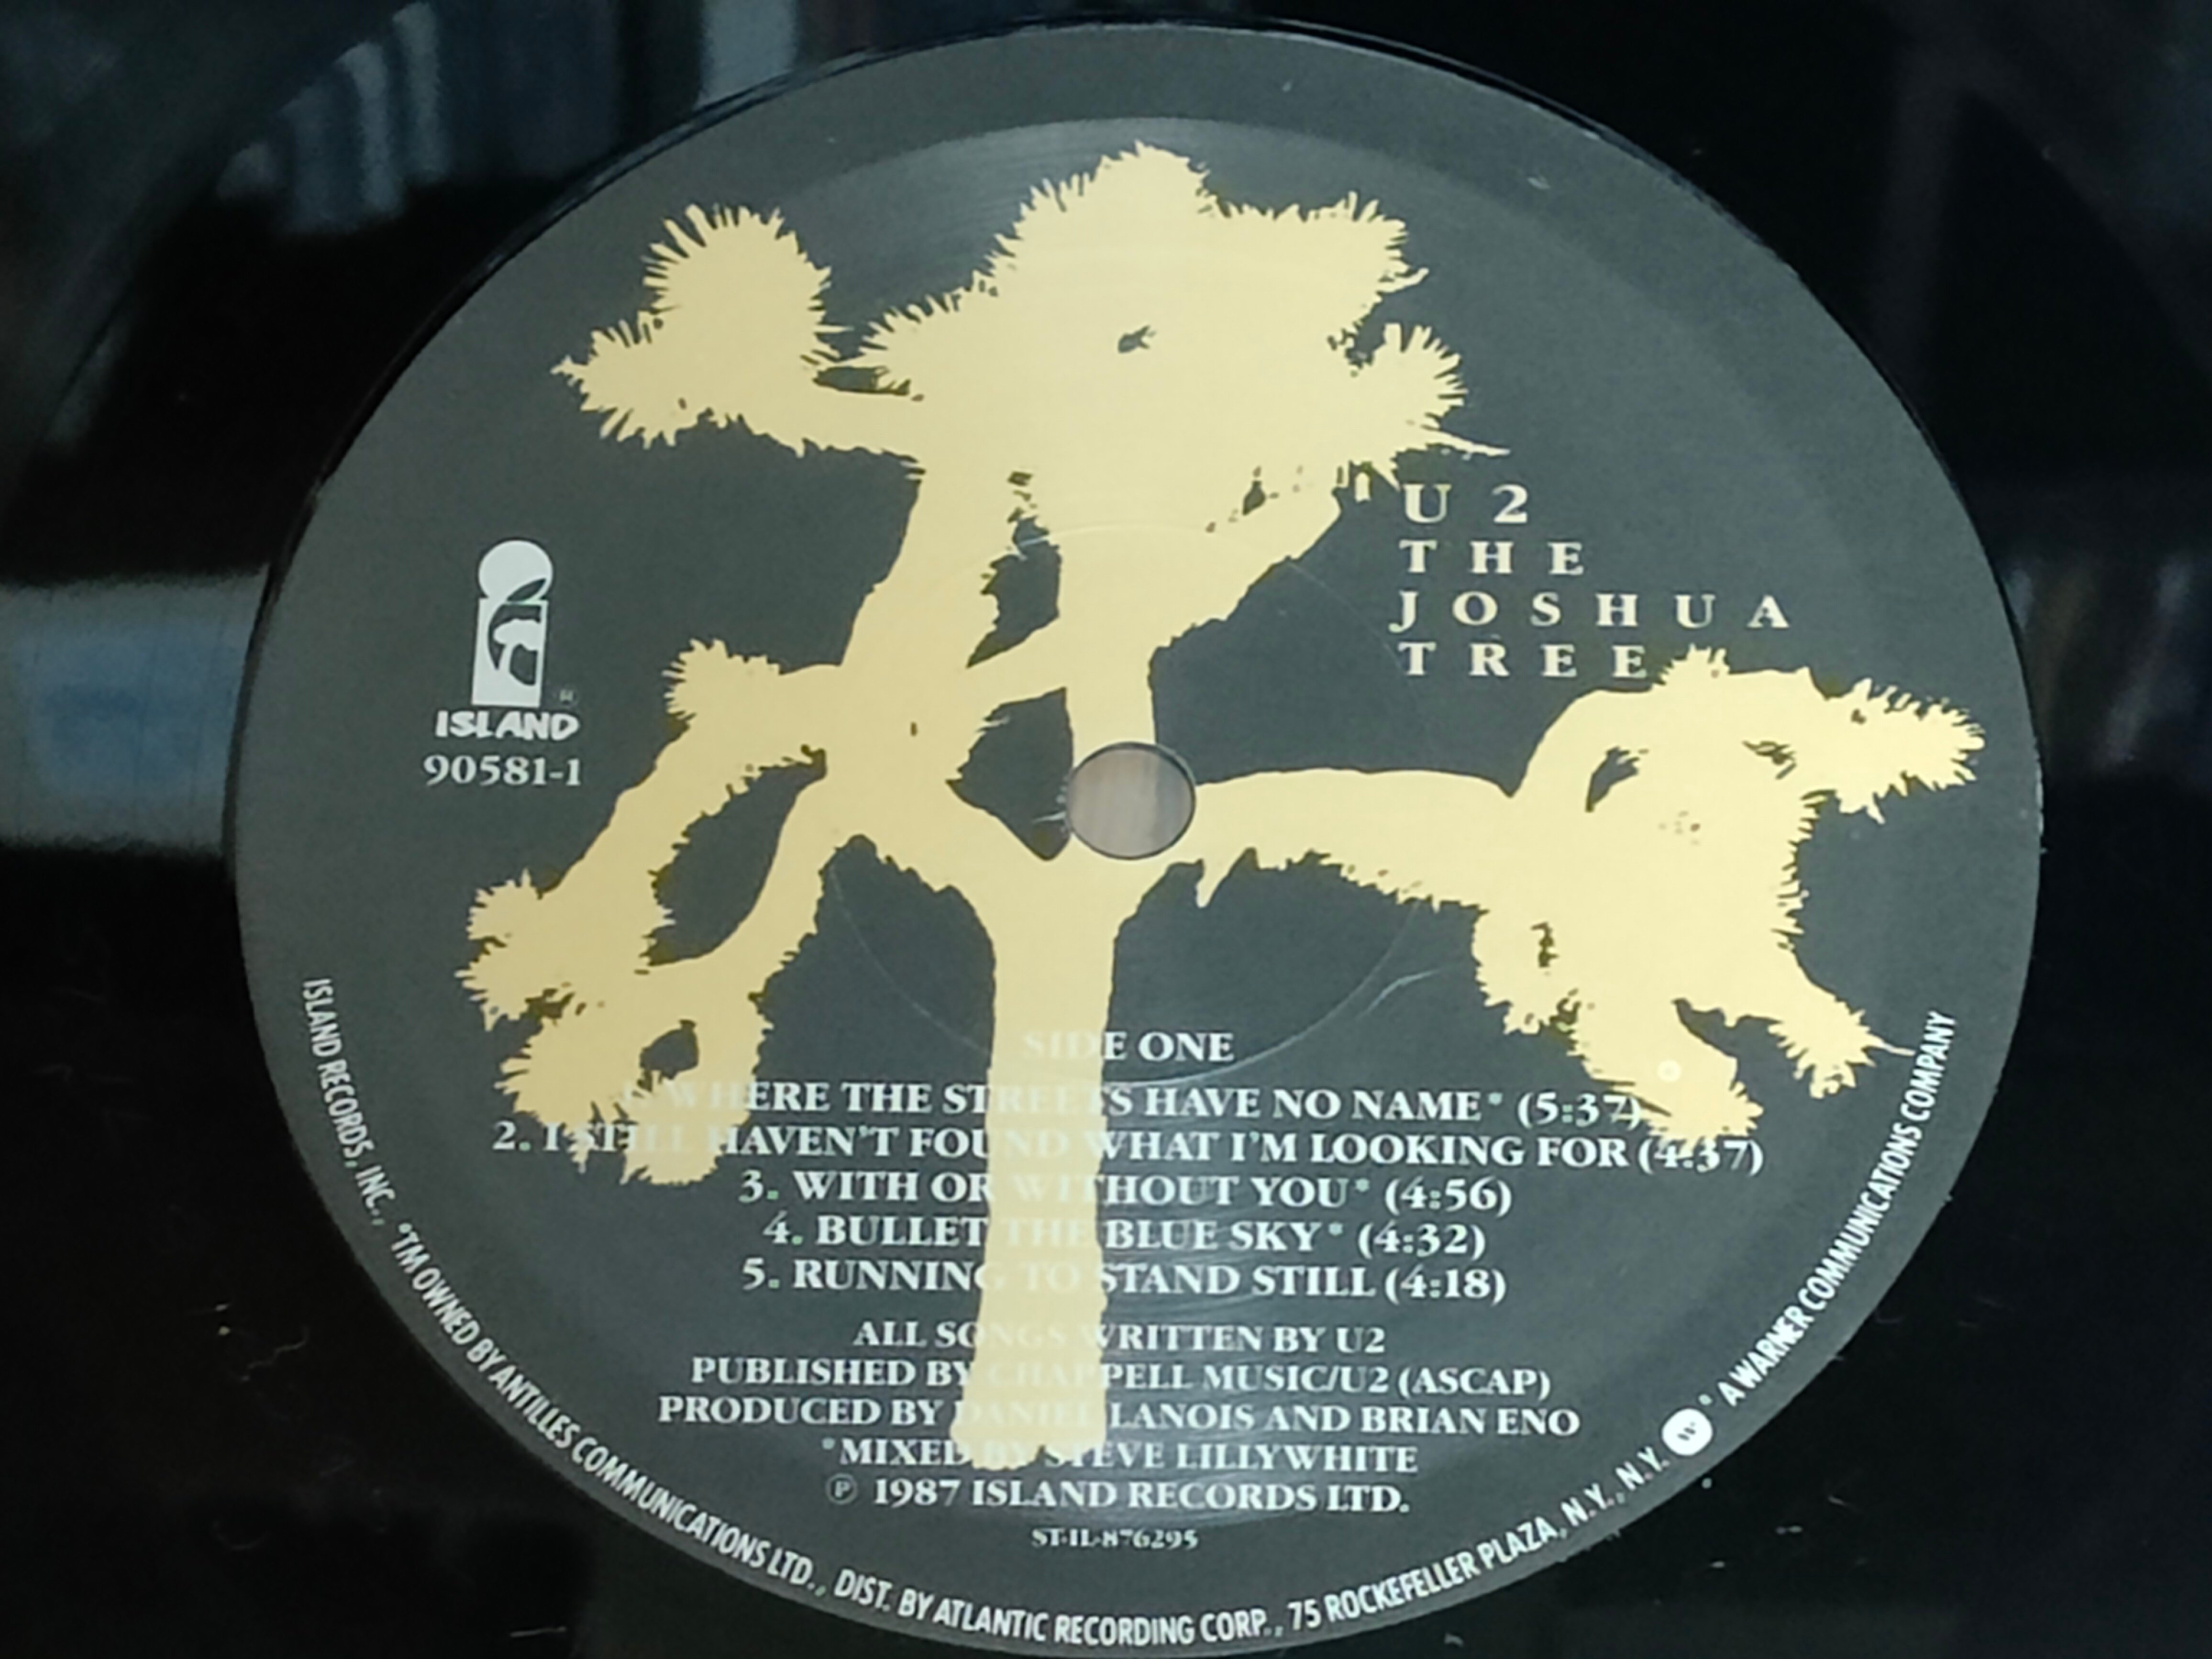 U 2
THE
JOSHUA
TREE
ISLAND
90581-1
SIDE ONE
1. WHERE THE STREETS HAVE NO NAME* (5:37)
2. I STILL HAVEN'T FOUND WHAT I'M LOOKING FOR (4:37)
3. WITH OR WITHOUT YOU* (4:56)
4. BULLET THE BLUE SKY* (4:32)
5. RUNNING TO STAND STILL (4:18)
ALL SONGS WRITTEN BY U2
PUBLISHED BY CHAPPELL MUSIC/U2 (ASCAP)
PRODUCED BY DANIEL LANOIS AND BRIAN ENO
*MIXED BY STEVE LILLYWHITE
℗ 1987 ISLAND RECORDS LTD.
ST-IL-876295
ISLAND RECORDS, INC., *TM OWNED BY ANTILLES COMMUNICATIONS LTD., DIST. BY ATLANTIC RECORDING CORP., 75 ROCKEFELLER PLAZA, N.Y., N.Y. W ® A WARNER COMMUNICATIONS COMPANY